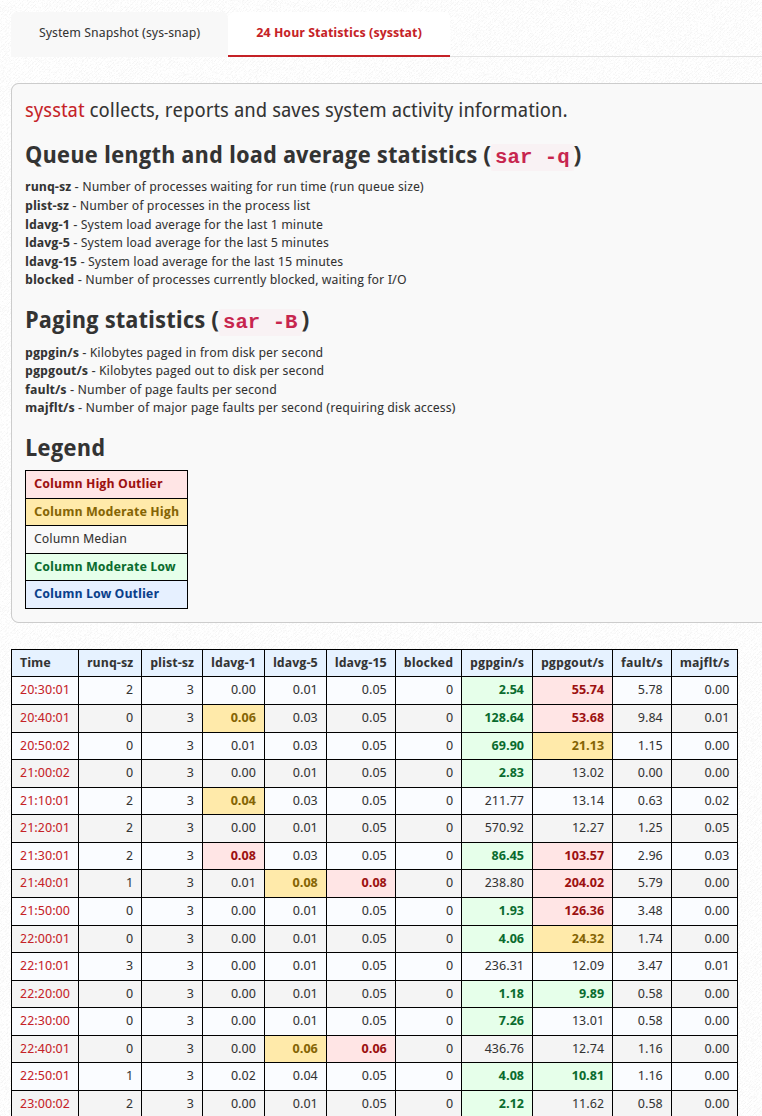 System Snapshot (sys-snap) 24 Hour Statistics (sysstat)
sysstat collects, reports and saves system activity information.
Queue length and load average statistics ( sar -q )
runq-sz - Number of processes waiting for run time (run queue size)
plist-sz - Number of processes in the process list
ldavg-1 - System load average for the last 1 minute
ldavg-5 - System load average for the last 5 minutes
ldavg-15 - System load average for the last 15 minutes
blocked - Number of processes currently blocked, waiting for I/O
Paging statistics ( sar -B )
pgpgin/s - Kilobytes paged in from disk per second
pgpgout/s - Kilobytes paged out to disk per second
fault/s - Number of page faults per second
majflt/s - Number of major page faults per second (requiring disk access)
Legend
Column High Outlier
Column Moderate High
Column Median
Column Moderate Low
Column Low Outlier
Time runq-sz plist-sz ldavg-1 ldavg-5 ldavg-15 blocked pgpgin/s pgpgout/s fault/s majflt/s
20:30:01 2 3 0.00 0.01 0.05 0 2.54 55.74 5.78 0.00
20:40:01 0 3 0.06 0.03 0.05 0 128.64 53.68 9.84 0.01
20:50:02 0 3 0.01 0.03 0.05 0 69.90 21.13 1.15 0.00
21:00:02 0 3 0.00 0.01 0.05 0 2.83 13.02 0.00 0.00
21:10:01 2 3 0.04 0.03 0.05 0 211.77 13.14 0.63 0.02
21:20:01 2 3 0.00 0.01 0.05 0 570.92 12.27 1.25 0.05
21:30:01 2 3 0.08 0.03 0.05 0 86.45 103.57 2.96 0.03
21:40:01 1 3 0.01 0.08 0.08 0 238.80 204.02 5.79 0.00
21:50:00 0 3 0.00 0.01 0.05 0 1.93 126.36 3.48 0.00
22:00:01 0 3 0.00 0.01 0.05 0 4.06 24.32 1.74 0.00
22:10:01 3 3 0.00 0.01 0.05 0 236.31 12.09 3.47 0.01
22:20:00 0 3 0.00 0.01 0.05 0 1.18 9.89 0.58 0.00
22:30:00 0 3 0.00 0.01 0.05 0 7.26 13.01 0.58 0.00
22:40:01 0 3 0.00 0.06 0.06 0 436.76 12.74 1.16 0.00
22:50:01 1 3 0.02 0.04 0.05 0 4.08 10.81 1.16 0.00
23:00:02 2 3 0.00 0.01 0.05 0 2.12 11.62 0.58 0.00